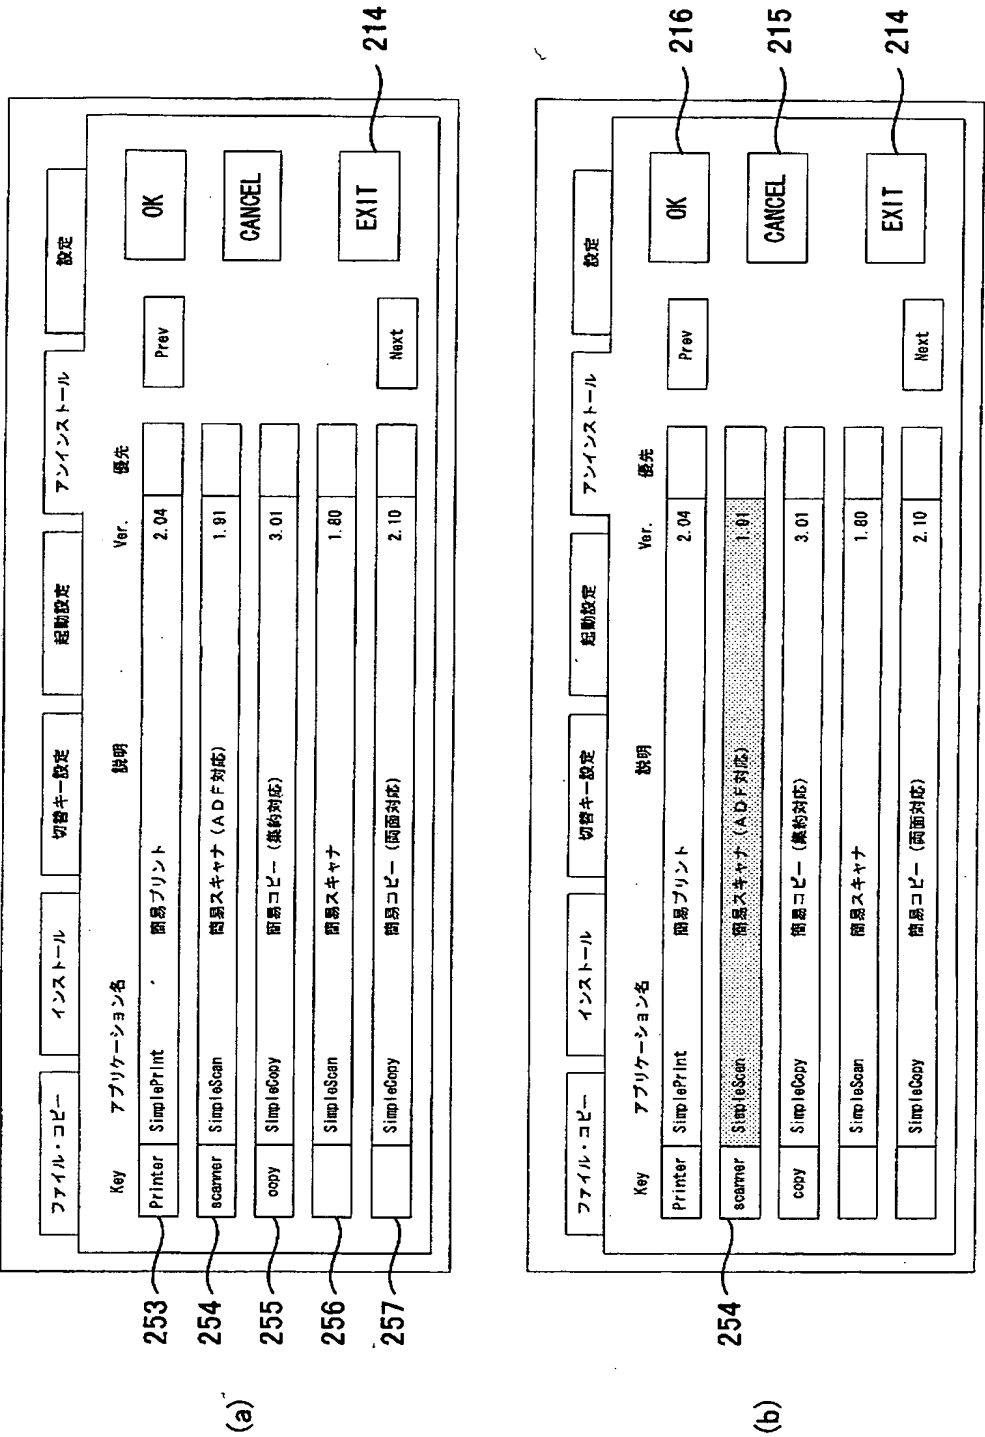 (a)
ファイル・コピー インストール 切替キー設定 起動設定 アンインストール 設定
Key アプリケーション名 説明 Ver. 優先
253 Printer SimplePrint 簡易プリント 2.04 Prev OK
254 scanner SimpleScan 簡易スキャナ（ＡＤＦ対応） 1.91
255 copy SimpleCopy 簡易コピー（集約対応） 3.01 CANCEL
256 SimpleScan 簡易スキャナ 1.80
257 SimpleCopy 簡易コピー（両面対応） 2.10 Next EXIT 214
(b)
ファイル・コピー インストール 切替キー設定 起動設定 アンインストール 設定
Key アプリケーション名 説明 Ver. 優先
Printer SimplePrint 簡易プリント 2.04 Prev OK 216
254 scanner SimpleScan 簡易スキャナ（ＡＤＦ対応） 1.91
copy SimpleCopy 簡易コピー（集約対応） 3.01 CANCEL 215
SimpleScan 簡易スキャナ 1.80
SimpleCopy 簡易コピー（両面対応） 2.10 Next EXIT 214